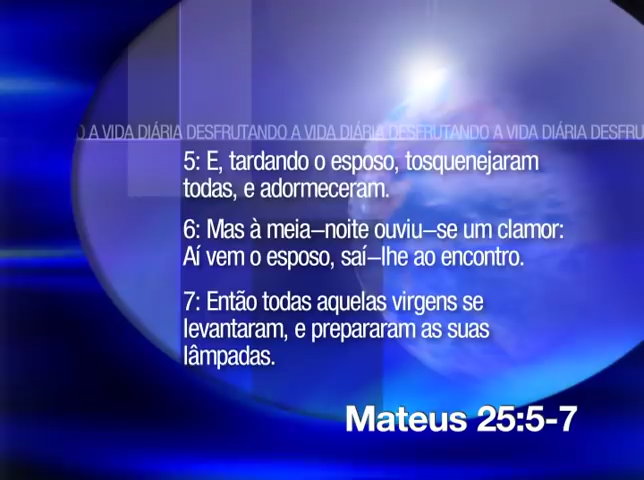 O A VIDA DIÁRIA DESFRUTANDO A VIDA DIÁRIA DESFRUTANDO A VIDA DIÁRIA DESFRU
5: E, tardando o esposo, tosquenejaram
todas, e adormeceram.
6: Mas à meia–noite ouviu–se um clamor:
Aí vem o esposo, saí–lhe ao encontro.
7: Então todas aquelas virgens se
levantaram, e prepararam as suas
lâmpadas.
Mateus 25:5-7